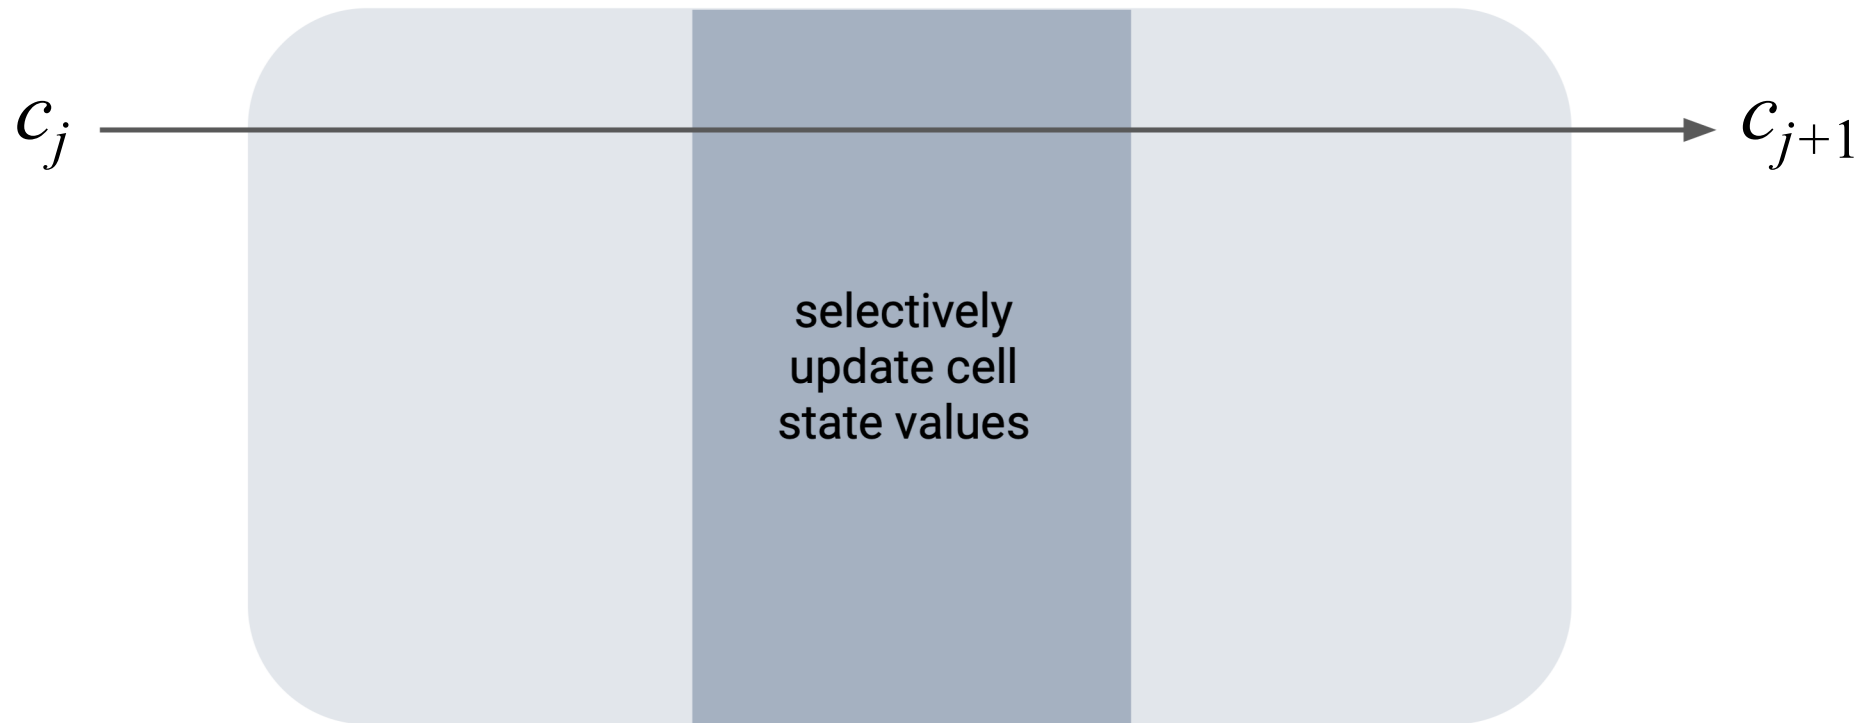 c_j
c_{j+1}
selectively
update cell
state values